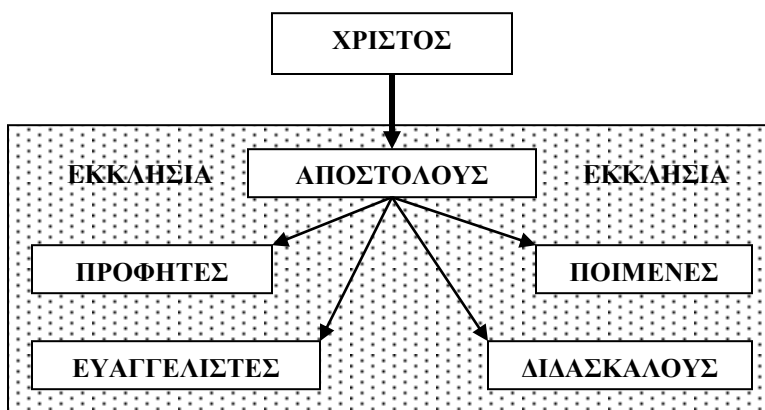 ΧΡΙΣΤΟΣ
ΕΚΚΛΗΣΙΑ ΑΠΟΣΤΟΛΟΥΣ ΕΚΚΛΗΣΙΑ
ΠΡΟΦΗΤΕΣ ΠΟΙΜΕΝΕΣ
ΕΥΑΓΓΕΛΙΣΤΕΣ ΔΙΔΑΣΚΑΛΟΥΣ